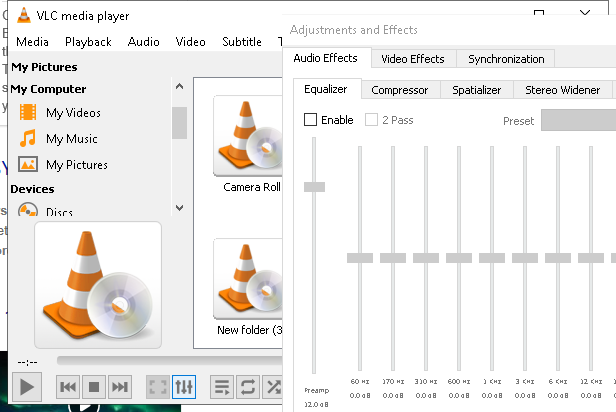 VLC media player
Media Playback Audio Video Subtitle T
My Pictures
My Computer
My Videos
My Music
My Pictures
Devices
Discs
Camera Roll
New folder (3
--:--
Adjustments and Effects
Audio Effects Video Effects Synchronization
Equalizer Compressor Spatializer Stereo Widener
Enable 2 Pass Preset
60 Hz 170 Hz 310 Hz 600 Hz 1 KHz 3 KHz 6 KHz 12 KHz
Preamp 0.0 dB 0.0 dB 0.0 dB 0.0 dB 0.0 dB 0.0 dB 0.0 dB 0.0 dB
12.0 dB